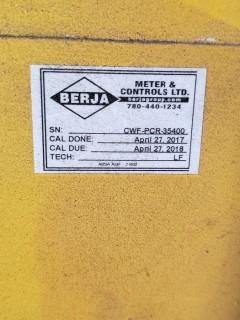 BERJA
METER &
CONTROLS LTD.
berjagroup.com
780-440-1234
SN: CWF-PCR-35400
CAL DONE: April 27, 2017
CAL DUE: April 27, 2018
TECH: LF